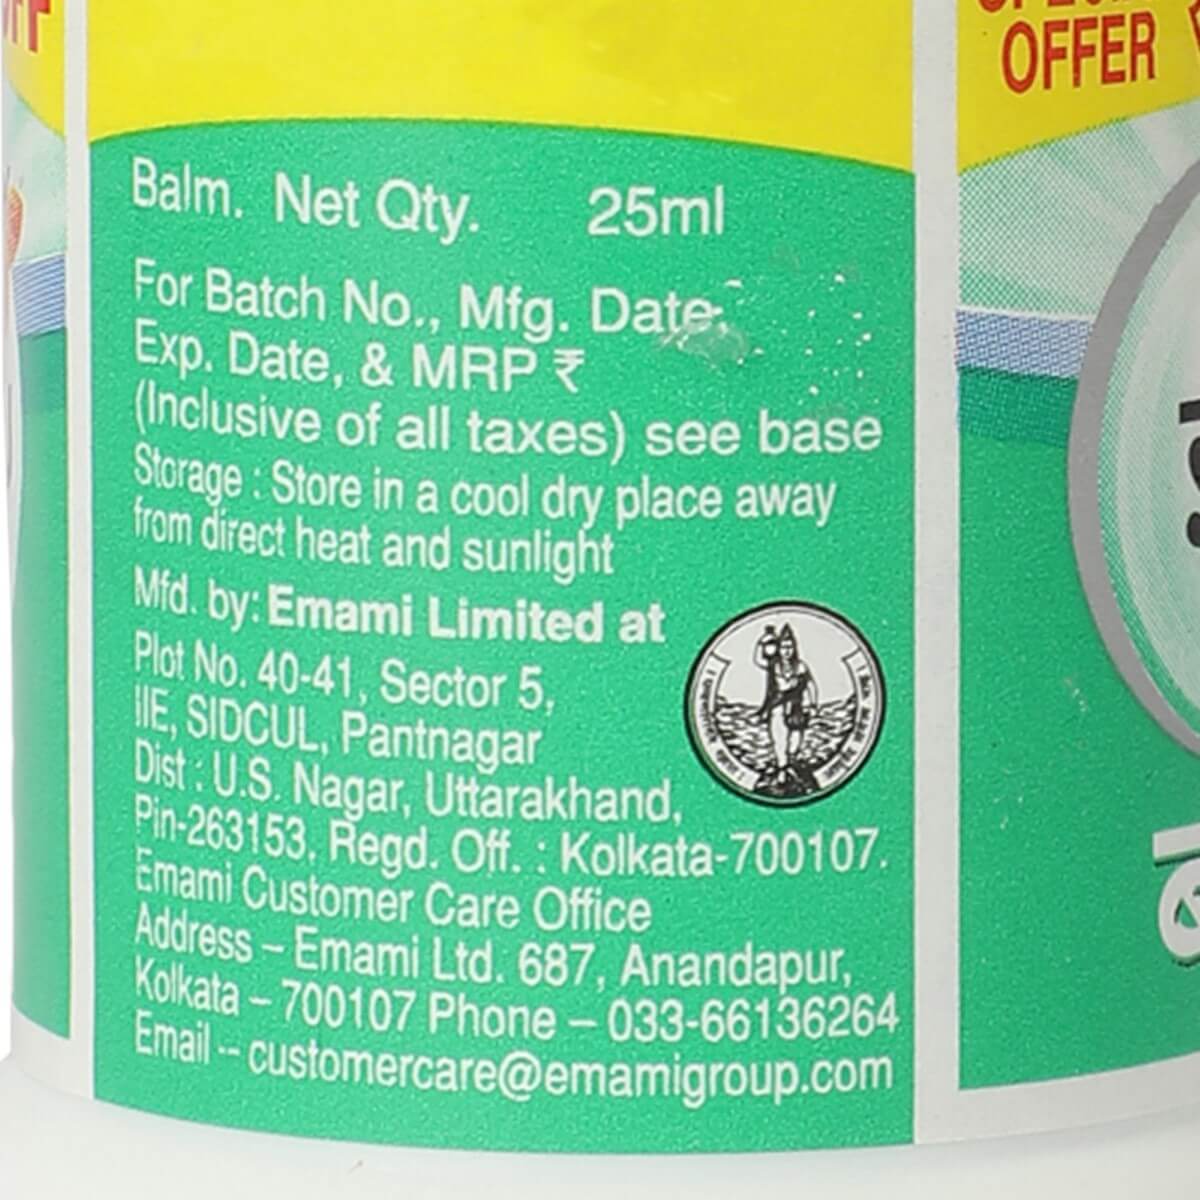 OFFER
Balm. Net Qty. 25ml
For Batch No., Mfg. Date,
Exp. Date, & MRP ₹
(Inclusive of all taxes) see base
Storage : Store in a cool dry place away
from direct heat and sunlight
Mfd. by: Emami Limited at
Plot No. 40-41, Sector 5,
IIE, SIDCUL, Pantnagar
Dist : U.S. Nagar, Uttarakhand,
Pin-263153. Regd. Off. : Kolkata-700107.
Emami Customer Care Office
Address – Emami Ltd. 687, Anandapur,
Kolkata – 700107 Phone – 033-66136264
Email -- customercare@emamigroup.com